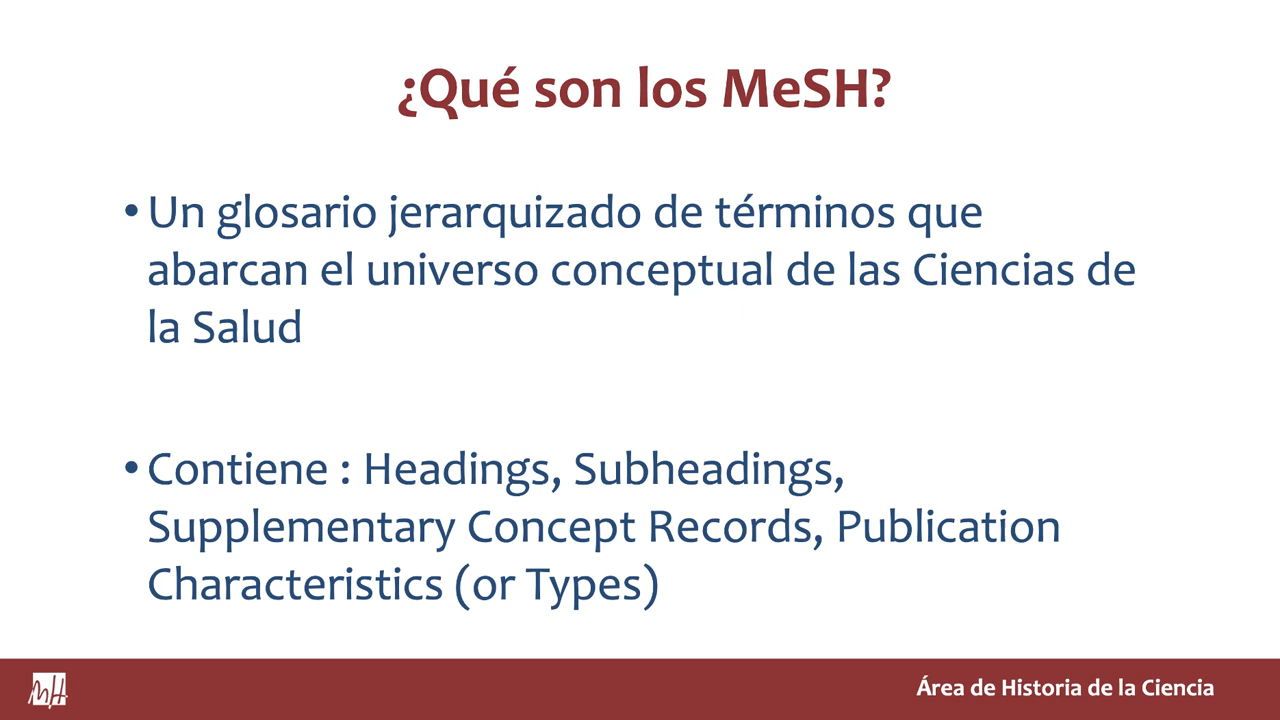 ¿Qué son los MeSH?
• Un glosario jerarquizado de términos que
abarcan el universo conceptual de las Ciencias de
la Salud
• Contiene : Headings, Subheadings,
Supplementary Concept Records, Publication
Characteristics (or Types)
MH
Área de Historia de la Ciencia